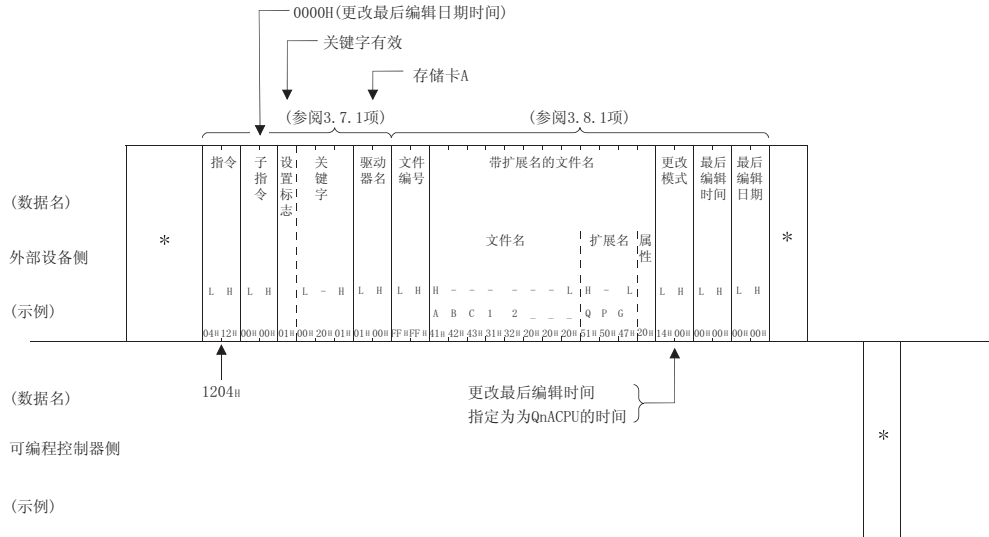 0000H(更改最后编辑日期时间)
关键字有效
存储卡A
(参阅3.7.1项) (参阅3.8.1项)
指令 子指令 设置标志 关键字 驱动器名 文件编号 带扩展名的文件名 更改模式 最后编辑时间 最后编辑日期
(数据名)
* 文件名 扩展名 属性 *
外部设备侧
L H L H L - H L H L H H - - - - - - L H - L L H L H L H
(示例)
A B C 1 2 _ _ _ Q P G
04H 12H 00H 00H 01H 00H 20H 01H 01H 00H FFH FFH 41H 42H 43H 31H 32H 20H 20H 20H 51H 50H 47H 20H 14H 00H 00H 00H 00H 00H
1204H
更改最后编辑时间
指定为为QnACPU的时间
(数据名)
可编程控制器侧
*
(示例)